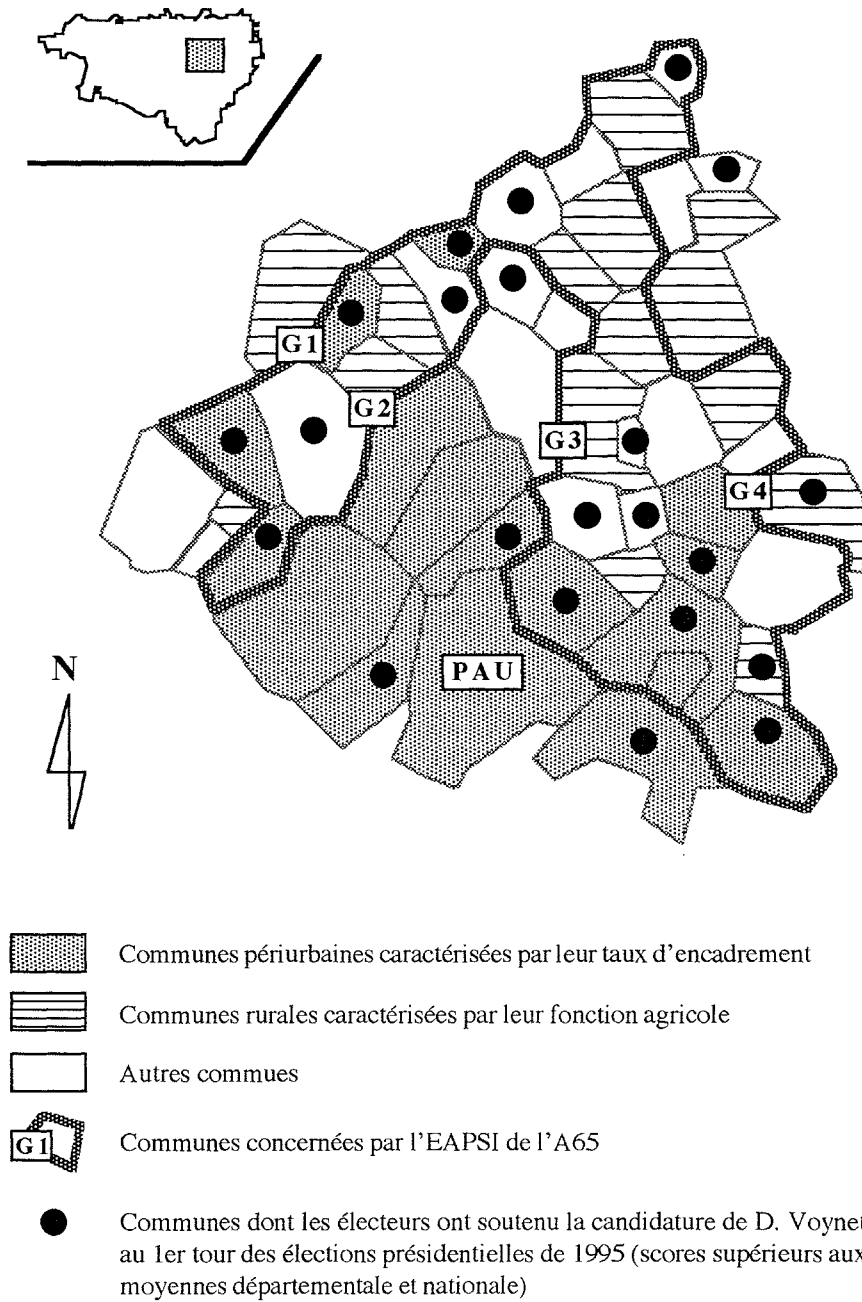 G1
G2
G3
G4
PAU
N
Communes périurbaines caractérisées par leur taux d'encadrement
Communes rurales caractérisées par leur fonction agricole
Autres commues
G1
Communes concernées par l'EAPSI de l'A65
Communes dont les électeurs ont soutenu la candidature de D. Voynet
au 1er tour des élections présidentielles de 1995 (scores supérieurs aux
moyennes départementale et nationale)